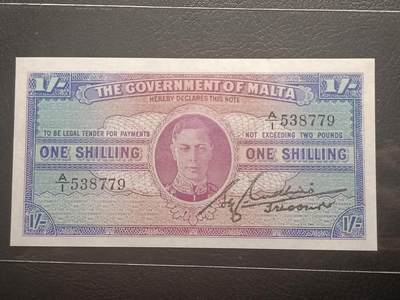 1/- THE GOVERNMENT OF MALTA 1/-
HEREBY DECLARES THIS NOTE
A/1 538779
TO BE LEGAL TENDER FOR PAYMENTS NOT EXCEEDING TWO POUNDS
ONE SHILLING ONE SHILLING
A/1 538779
Treasurer
1/- 1/-